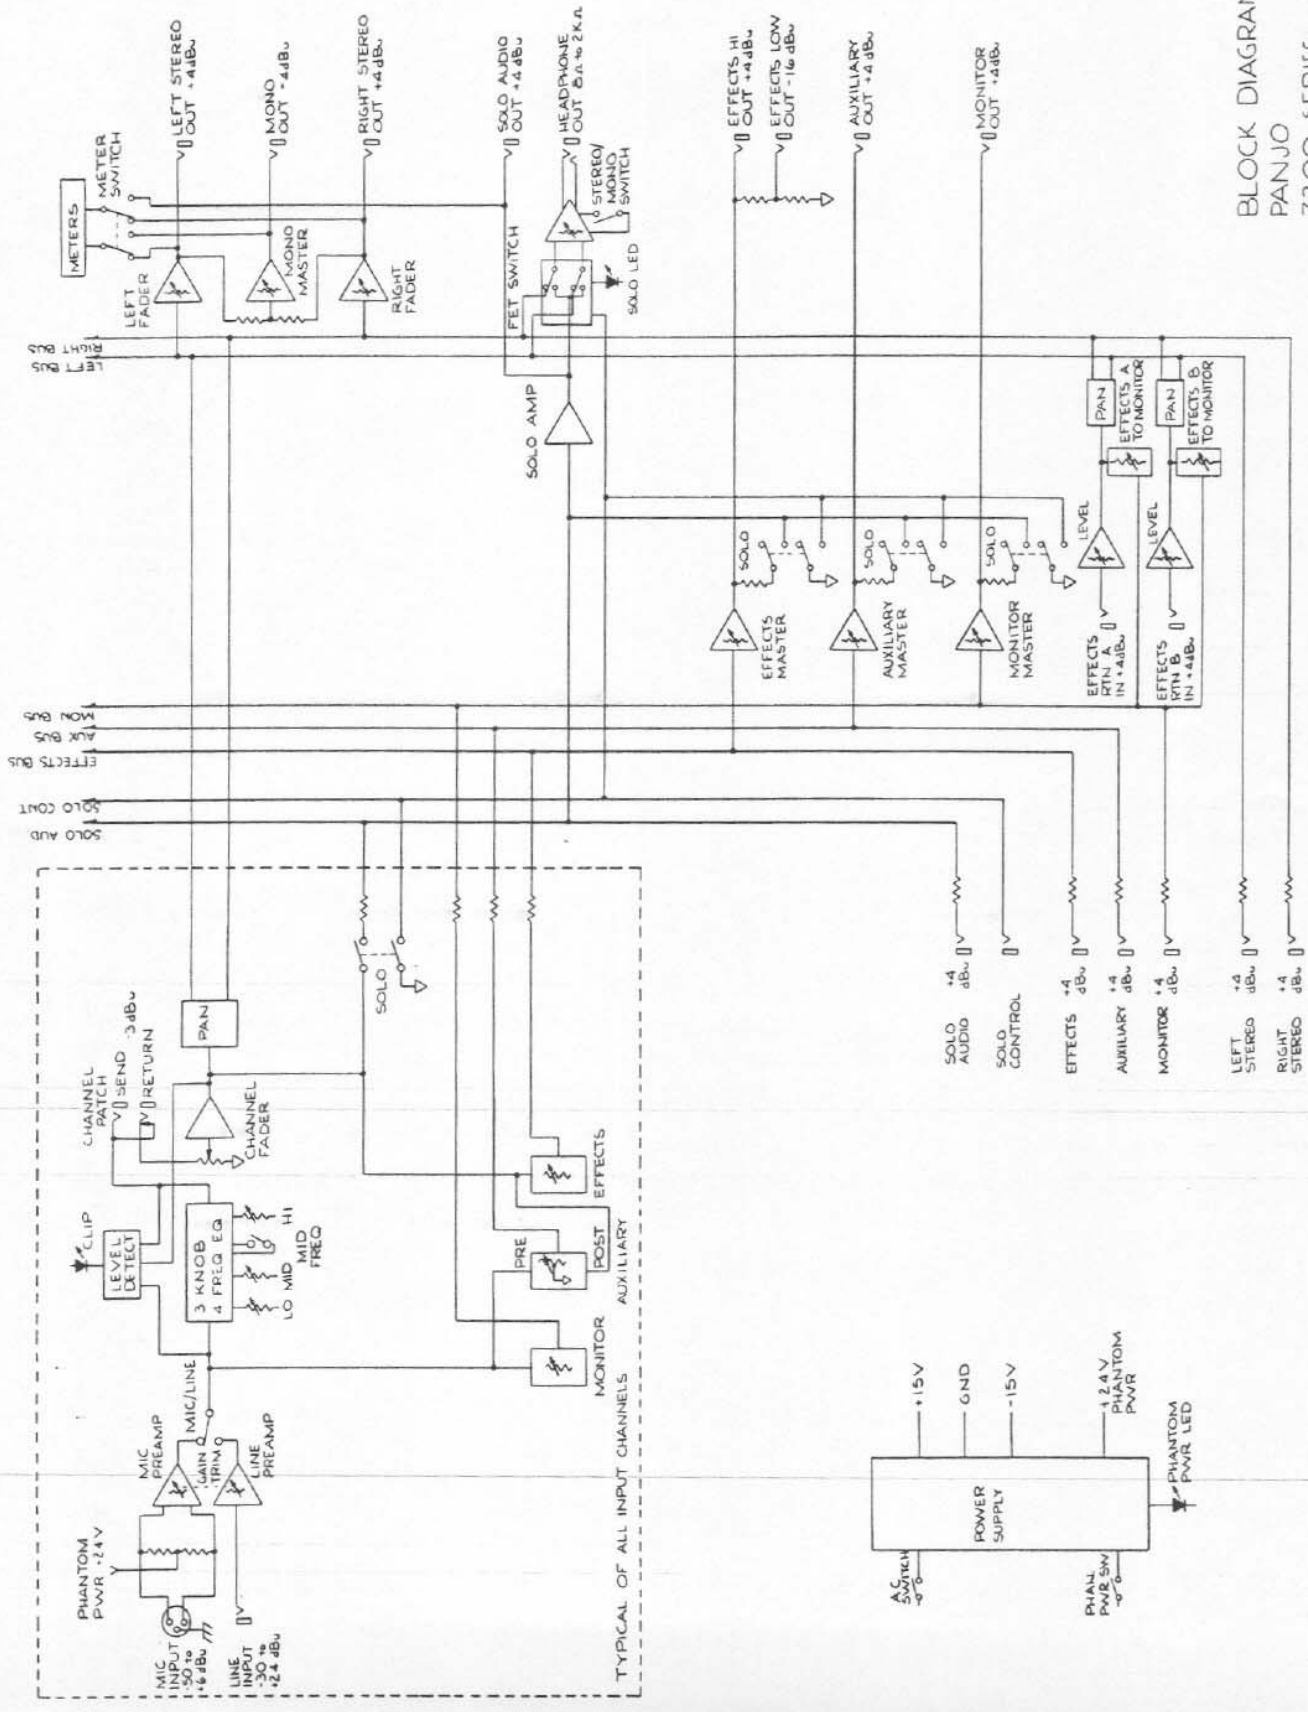 METERS
METER
SWITCH
LEFT STEREO
OUT +4dBu
MONO
OUT -4dBu
RIGHT STEREO
OUT +4dBu
LEFT
FADER
MONO
MASTER
RIGHT
FADER
RIGHT BUS
LEFT BUS
SOLO AUDIO
OUT +4dBu
HEADPHONE
OUT 8Ω to 2KΩ
STEREO/
MONO
SWITCH
FET SWITCH
SOLO LED
SOLO AMP
EFFECTS HI
OUT +4dBu
EFFECTS LOW
OUT -16dBu
AUXILIARY
OUT +4dBu
MONITOR
OUT +4dBu
SOLO
EFFECTS
MASTER
SOLO
AUXILIARY
MASTER
SOLO
MONITOR
MASTER
PAN
EFFECTS A
TO MONITOR
LEVEL
EFFECTS
RTN A
IN +4dBu
PAN
EFFECTS B
TO MONITOR
LEVEL
EFFECTS
RTN B
IN +4dBu
MON BUS
AUX BUS
EFFECTS BUS
SOLO CONT
SOLO AUD
PHANTOM
PWR +24V
MIC
INPUT
-50 to
+6dBu
LINE
INPUT
-30 to
+24dBu
MIC
PREAMP
GAIN
TRIM
LINE
PREAMP
MIC/LINE
CLIP
LEVEL
DETECT
3 KNOB
4 FREQ EQ
LO
MID
MID
FREQ
HI
CHANNEL
PATCH
SEND
-3dBu
RETURN
CHANNEL
FADER
PAN
SOLO
MONITOR
PRE
POST
AUXILIARY
EFFECTS
TYPICAL OF ALL INPUT CHANNELS
SOLO
AUDIO
+4
dBu
SOLO
CONTROL
EFFECTS
+4
dBu
AUXILIARY
+4
dBu
MONITOR
+4
dBu
LEFT
STEREO
+4
dBu
RIGHT
STEREO
+4
dBu
AC
SWITCH
PHAN.
PWR SW
POWER
SUPPLY
+15V
GND
-15V
+24V
PHANTOM
PWR
PHANTOM
PWR LED
BLOCK DIAGRAM
PANJO